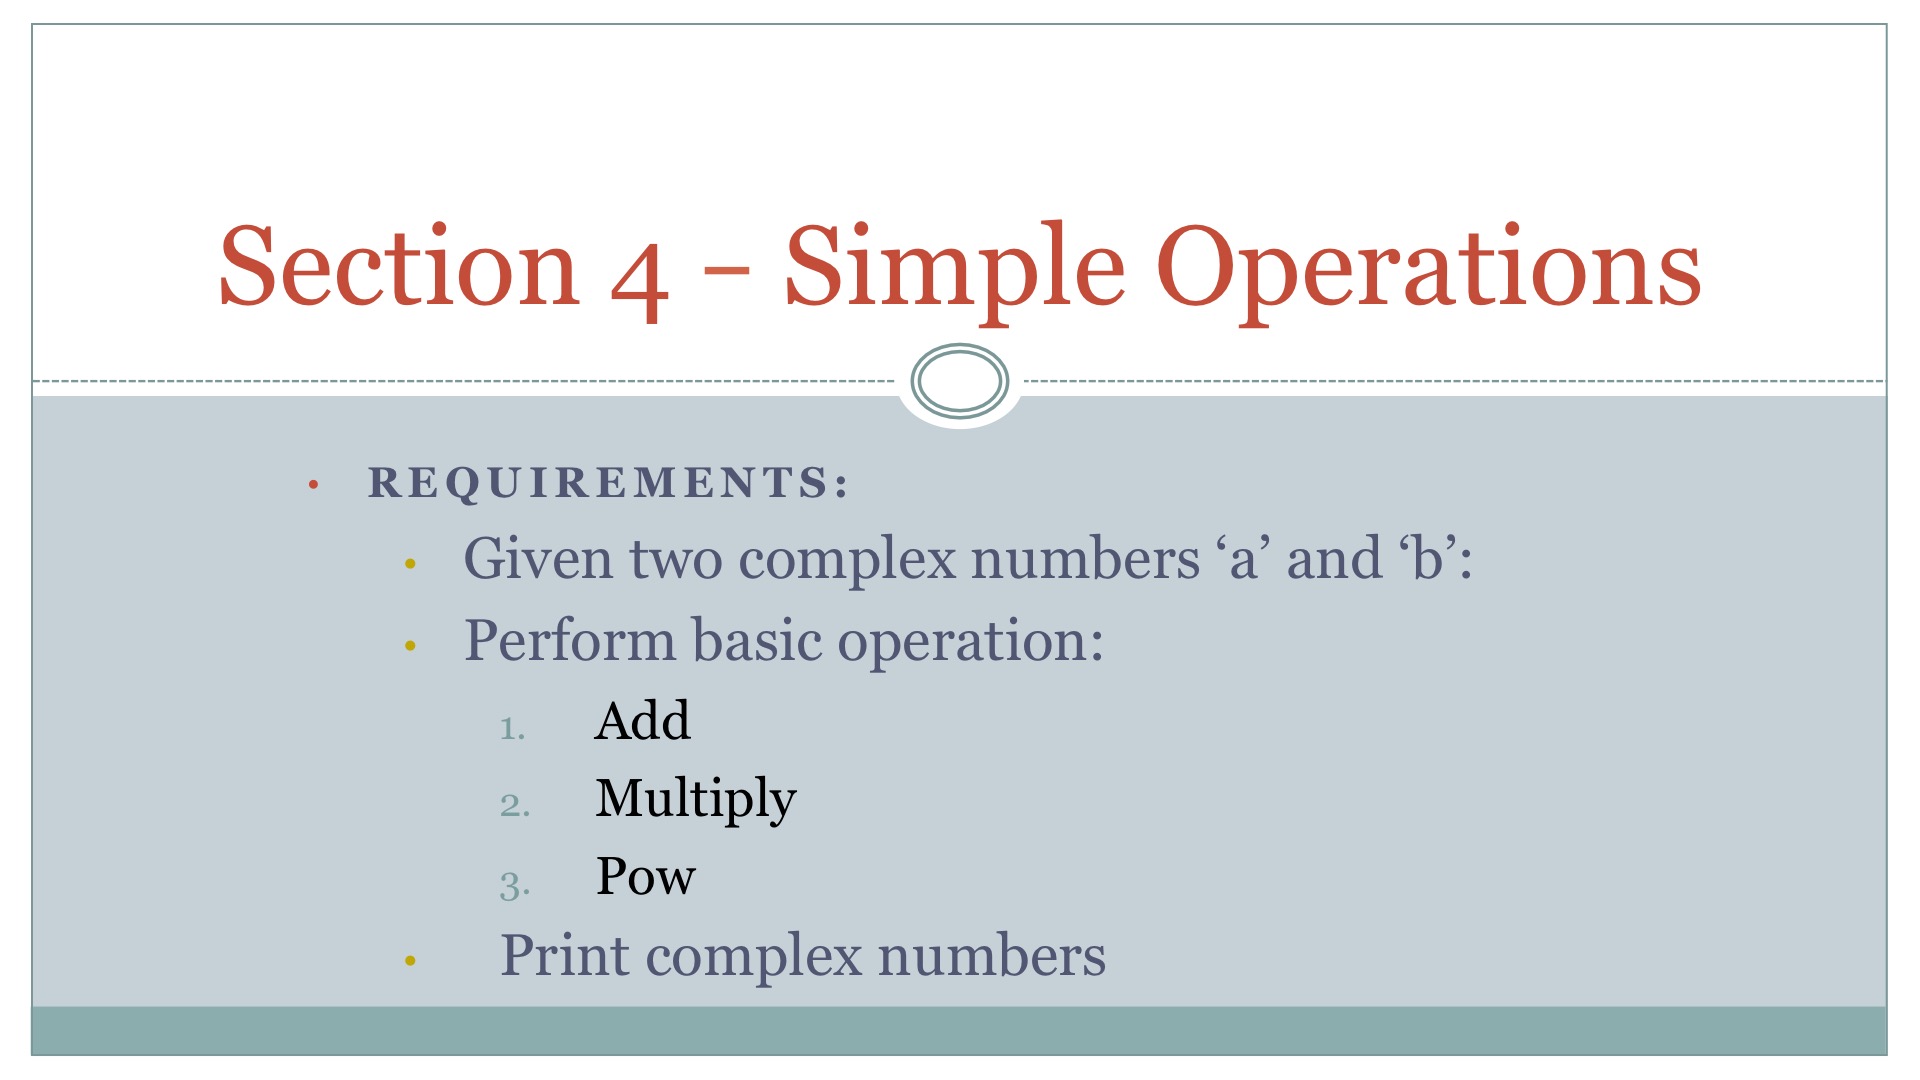 Section 4 – Simple Operations
• REQUIREMENTS:
• Given two complex numbers ‘a’ and ‘b’:
• Perform basic operation:
1. Add
2. Multiply
3. Pow
• Print complex numbers